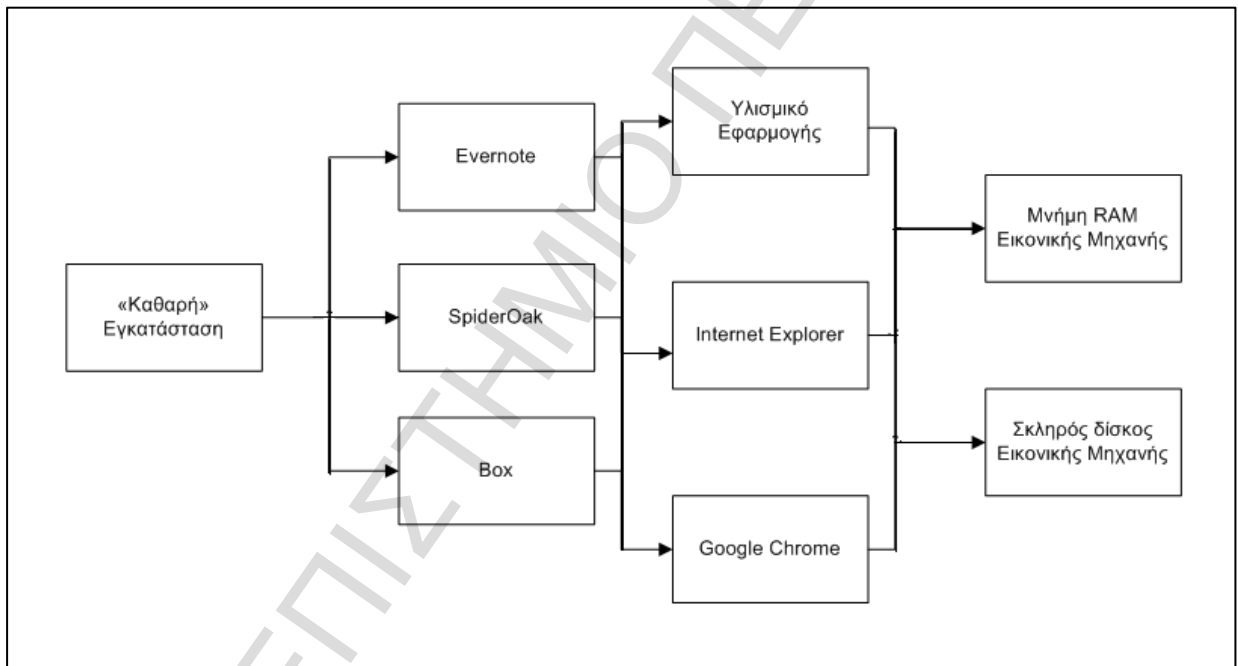 «Καθαρή»
Εγκατάσταση
Evernote
SpiderOak
Box
Υλισμικό
Εφαρμογής
Internet Explorer
Google Chrome
Μνήμη RAM
Εικονικής Μηχανής
Σκληρός δίσκος
Εικονικής Μηχανής